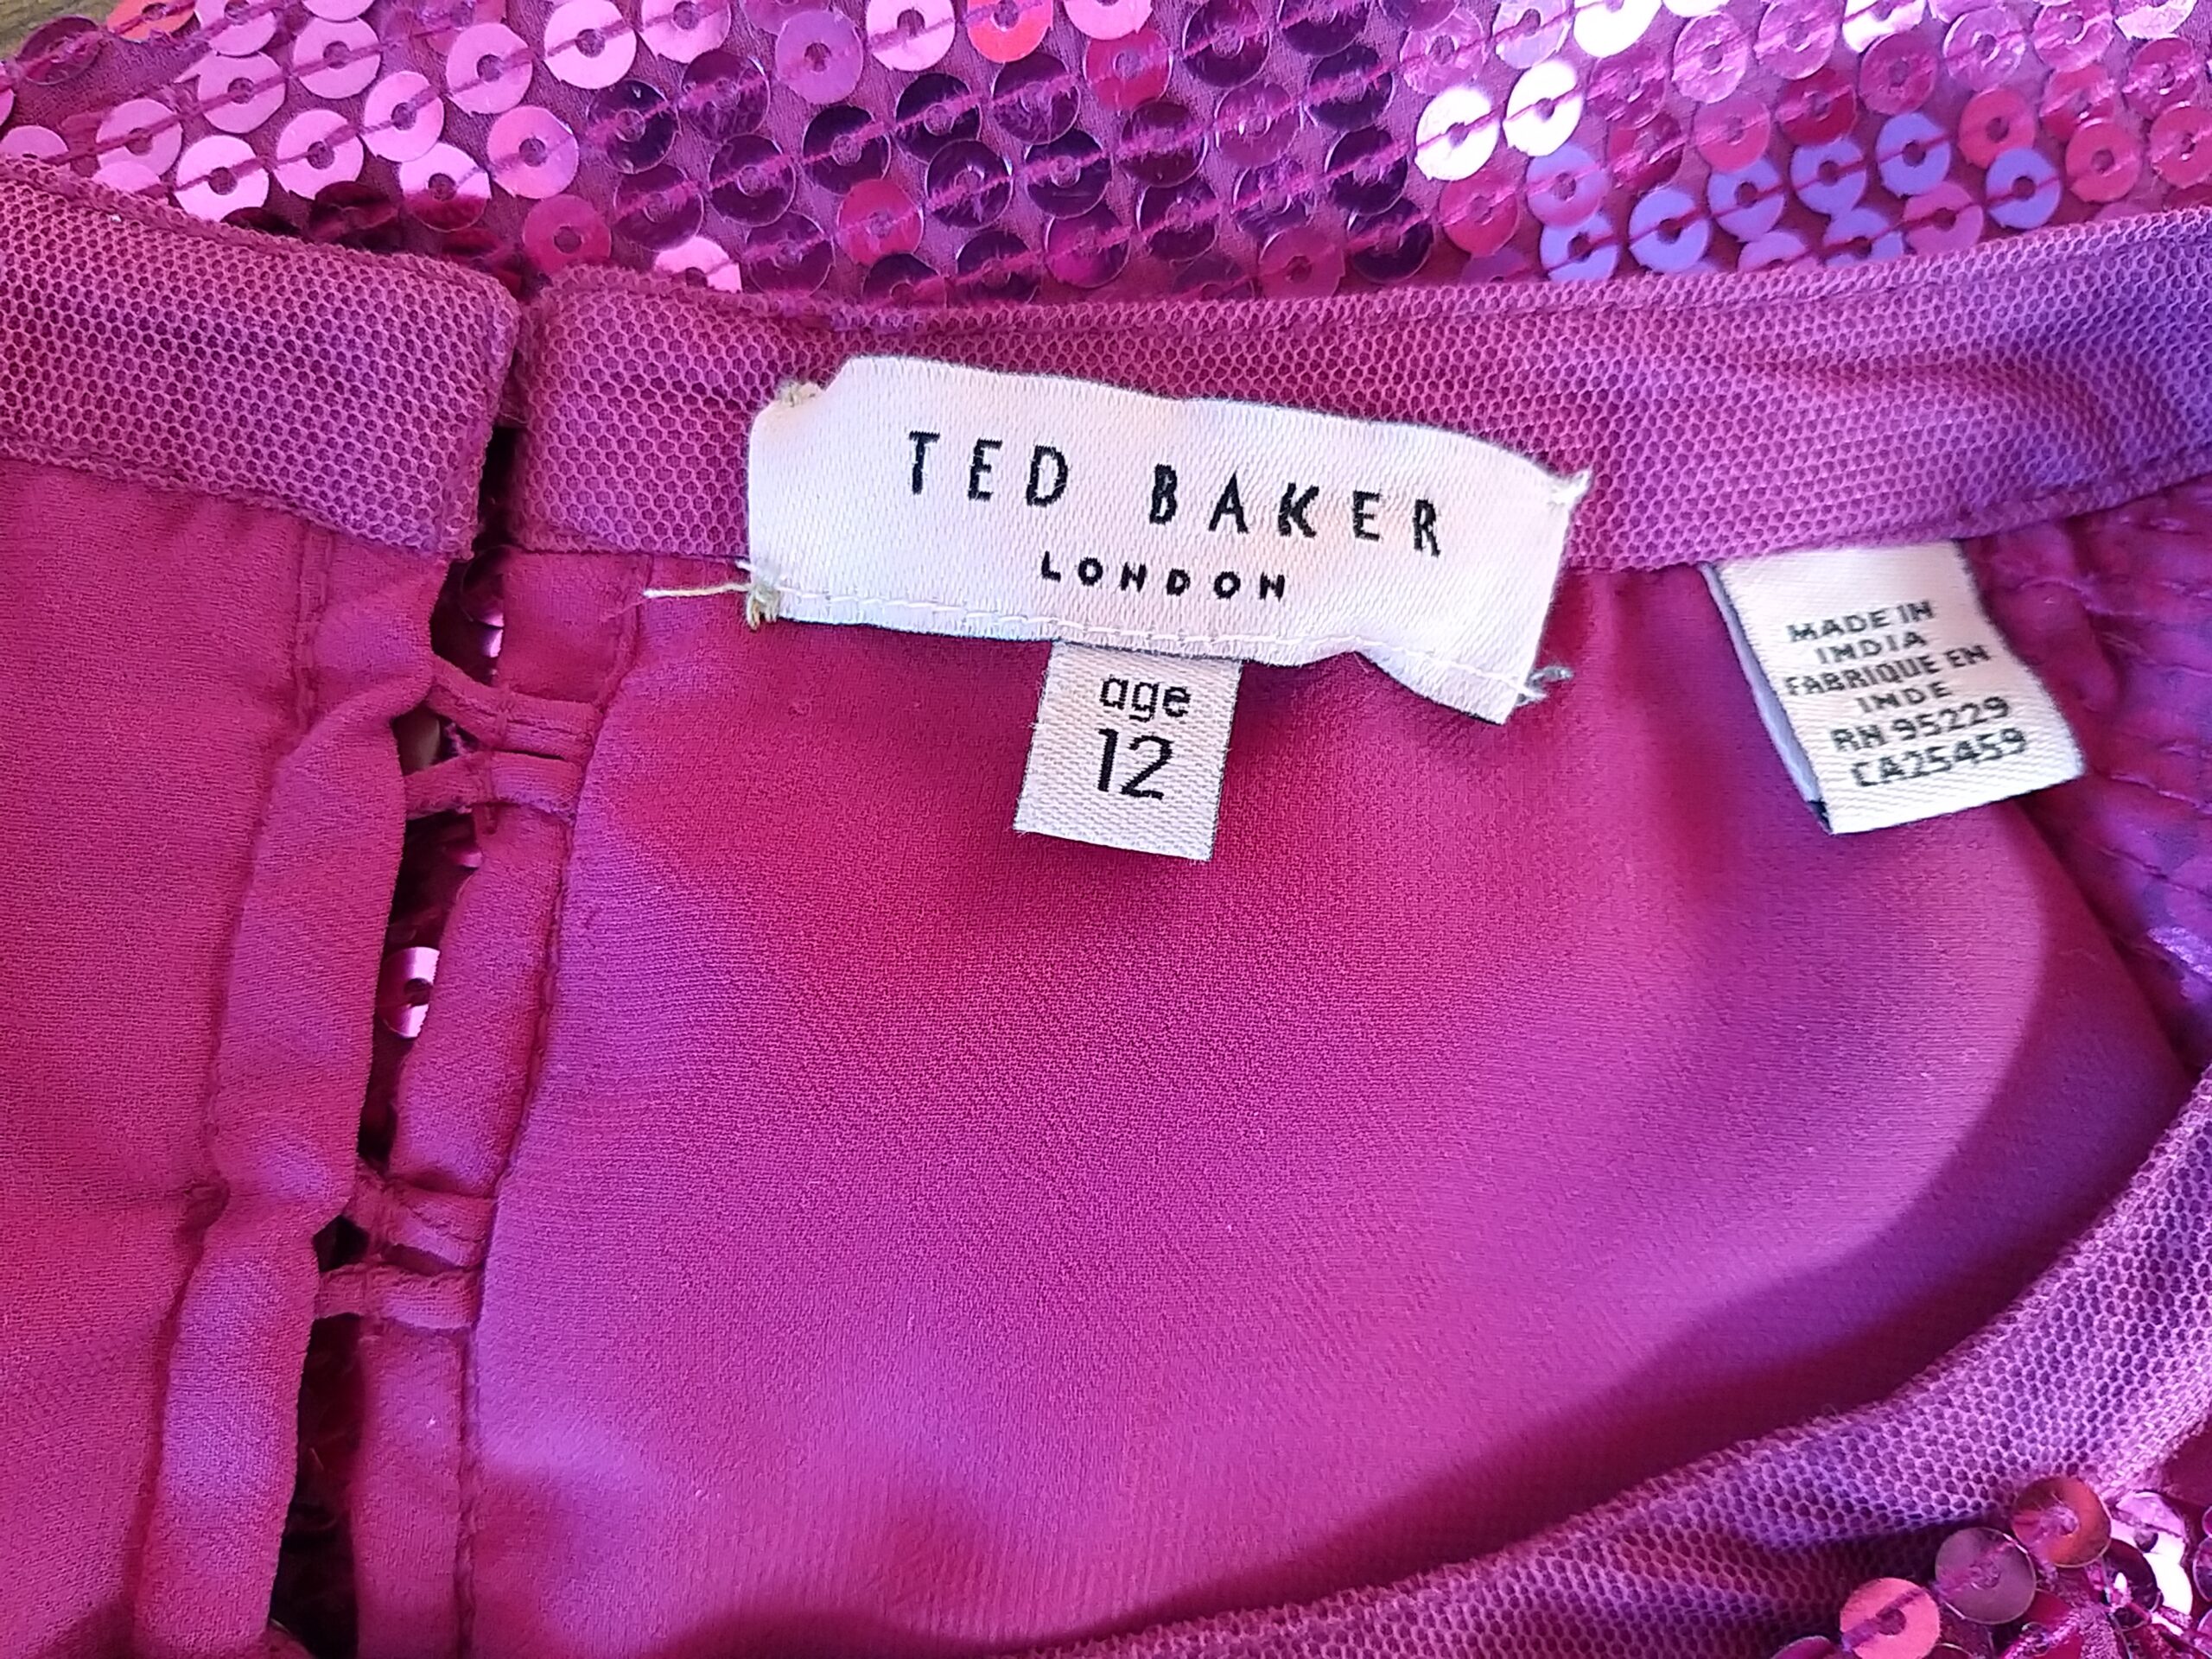 TED BAKER
LONDON
age
12
MADE IN
INDIA
FABRIQUE EN
INDE
RN 95229
CA25459